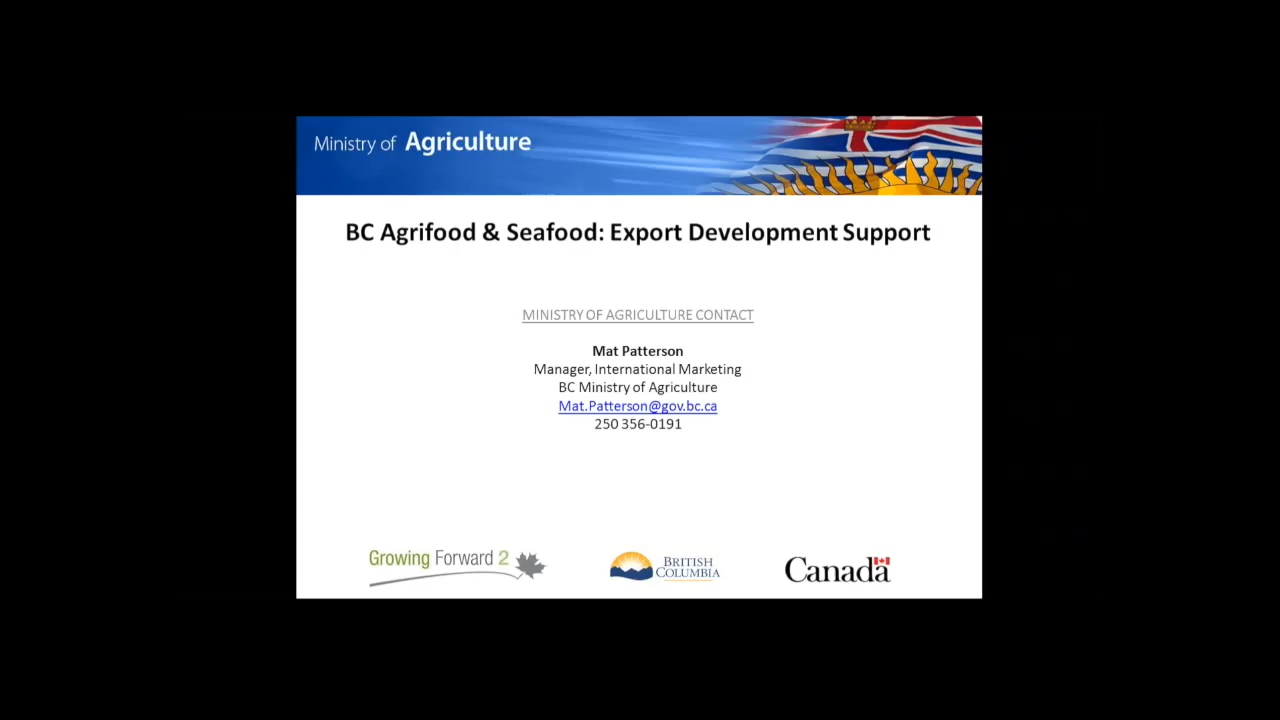 Ministry of Agriculture
BC Agrifood & Seafood: Export Development Support
MINISTRY OF AGRICULTURE CONTACT
Mat Patterson
Manager, International Marketing
BC Ministry of Agriculture
Mat.Patterson@gov.bc.ca
250 356-0191
Growing Forward 2
BRITISH
COLUMBIA
Canada